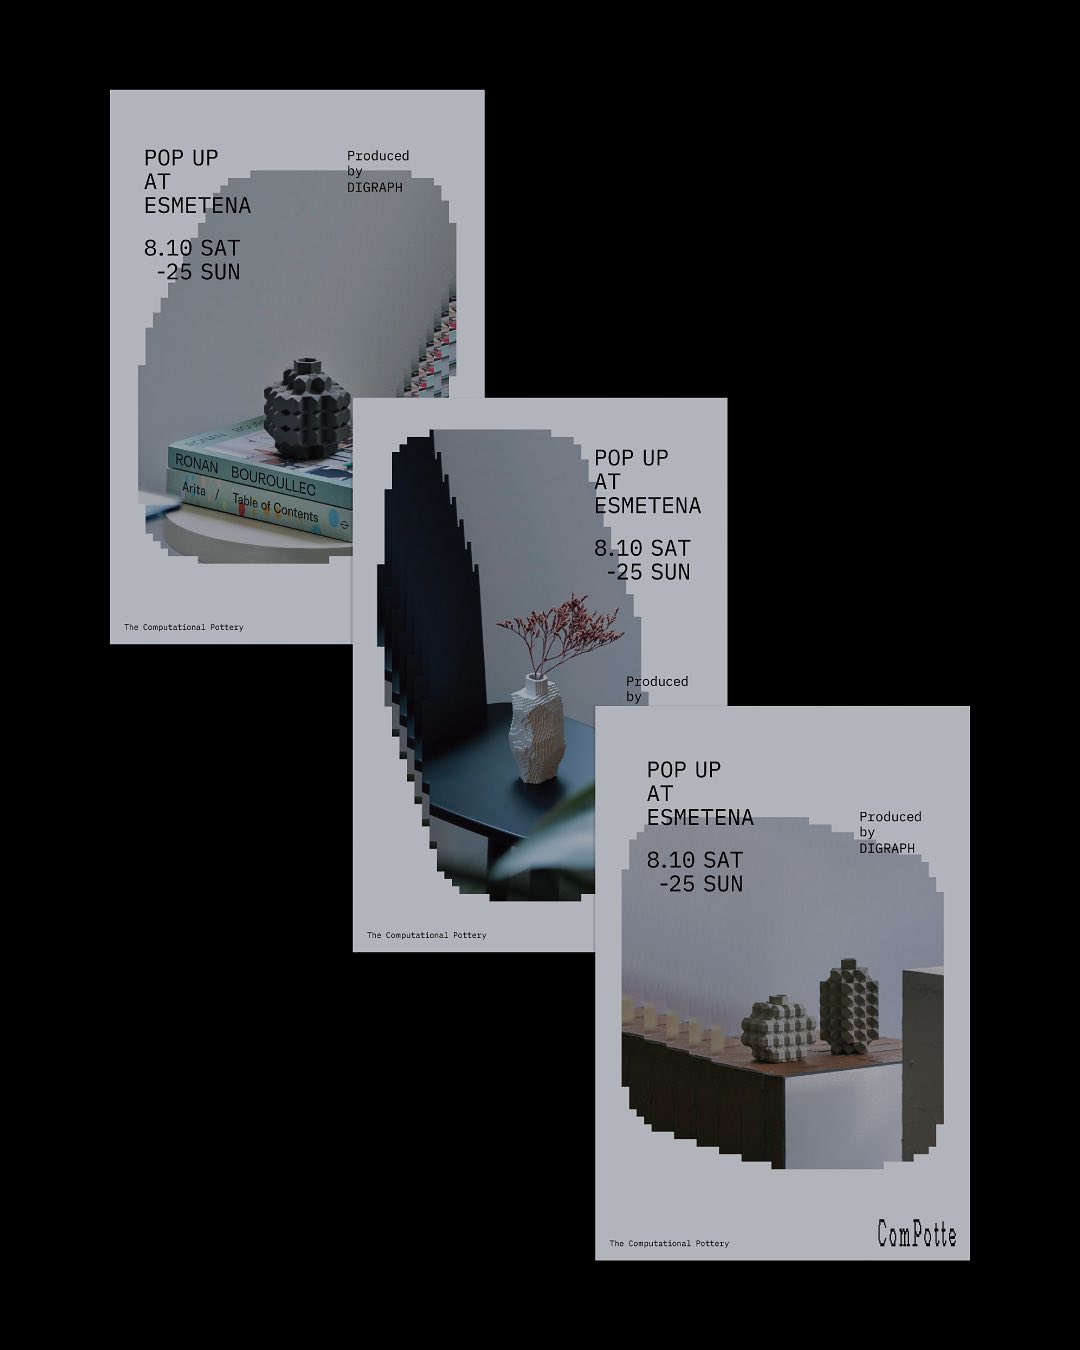 POP UP
AT
ESMETENA
8.10 SAT
-25 SUN
Produced
by
DIGRAPH
RONAN BOUROULLEC
Arita / Table of Contents
The Computational Pottery
POP UP
AT
ESMETENA
8.10 SAT
-25 SUN
Produced
by
The Computational Pottery
POP UP
AT
ESMETENA
8.10 SAT
-25 SUN
Produced
by
DIGRAPH
The Computational Pottery
ComPotte